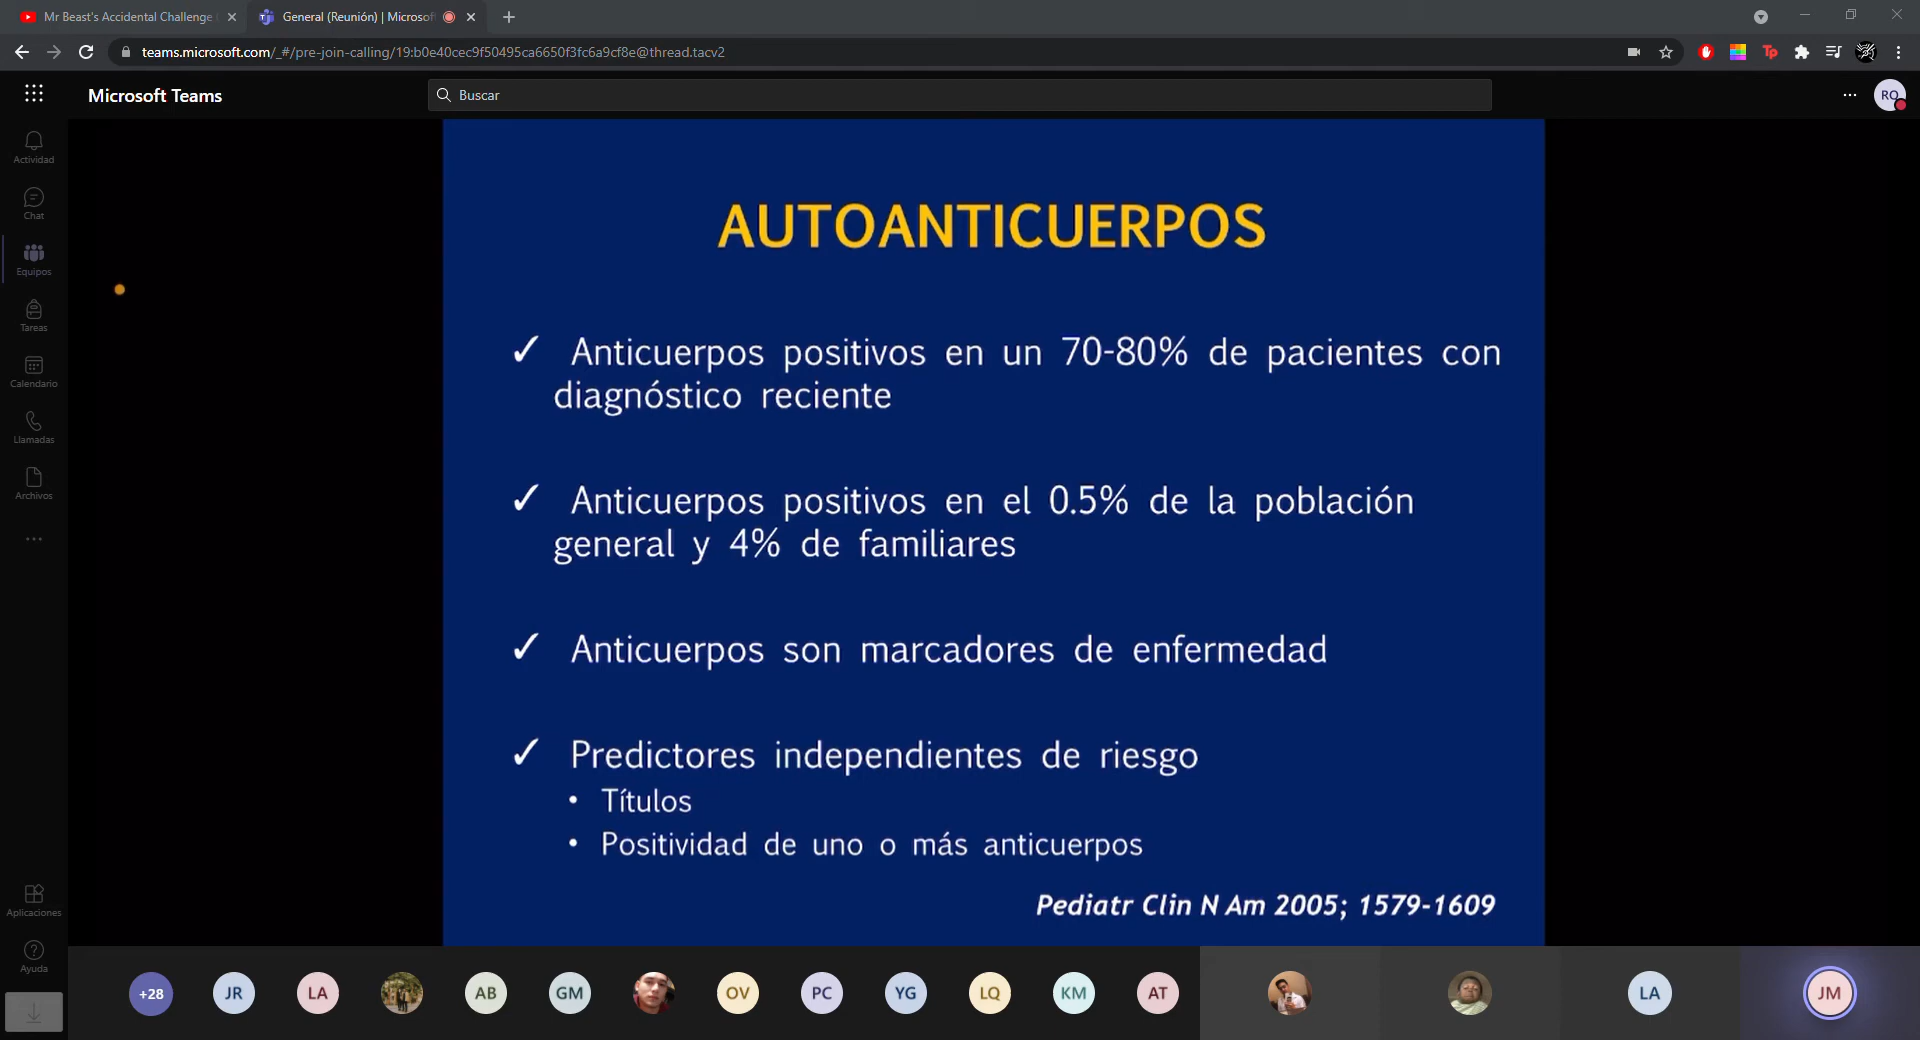 Mr Beast's Accidental Challenge
General (Reunión) | Microsof
teams.microsoft.com/_#/pre-join-calling/19:b0e40cec9f50495ca6650f3fc6a9cf8e@thread.tacv2
Tp
Microsoft Teams
Buscar
RO
Actividad
Chat
Equipos
Tareas
Calendario
Llamadas
Archivos
Aplicaciones
Ayuda
AUTOANTICUERPOS
✓ Anticuerpos positivos en un 70-80% de pacientes con
diagnóstico reciente
✓ Anticuerpos positivos en el 0.5% de la población
general y 4% de familiares
✓ Anticuerpos son marcadores de enfermedad
✓ Predictores independientes de riesgo
• Títulos
• Positividad de uno o más anticuerpos
Pediatr Clin N Am 2005; 1579-1609
+28 JR LA AB GM OV PC YG LQ KM AT LA JM